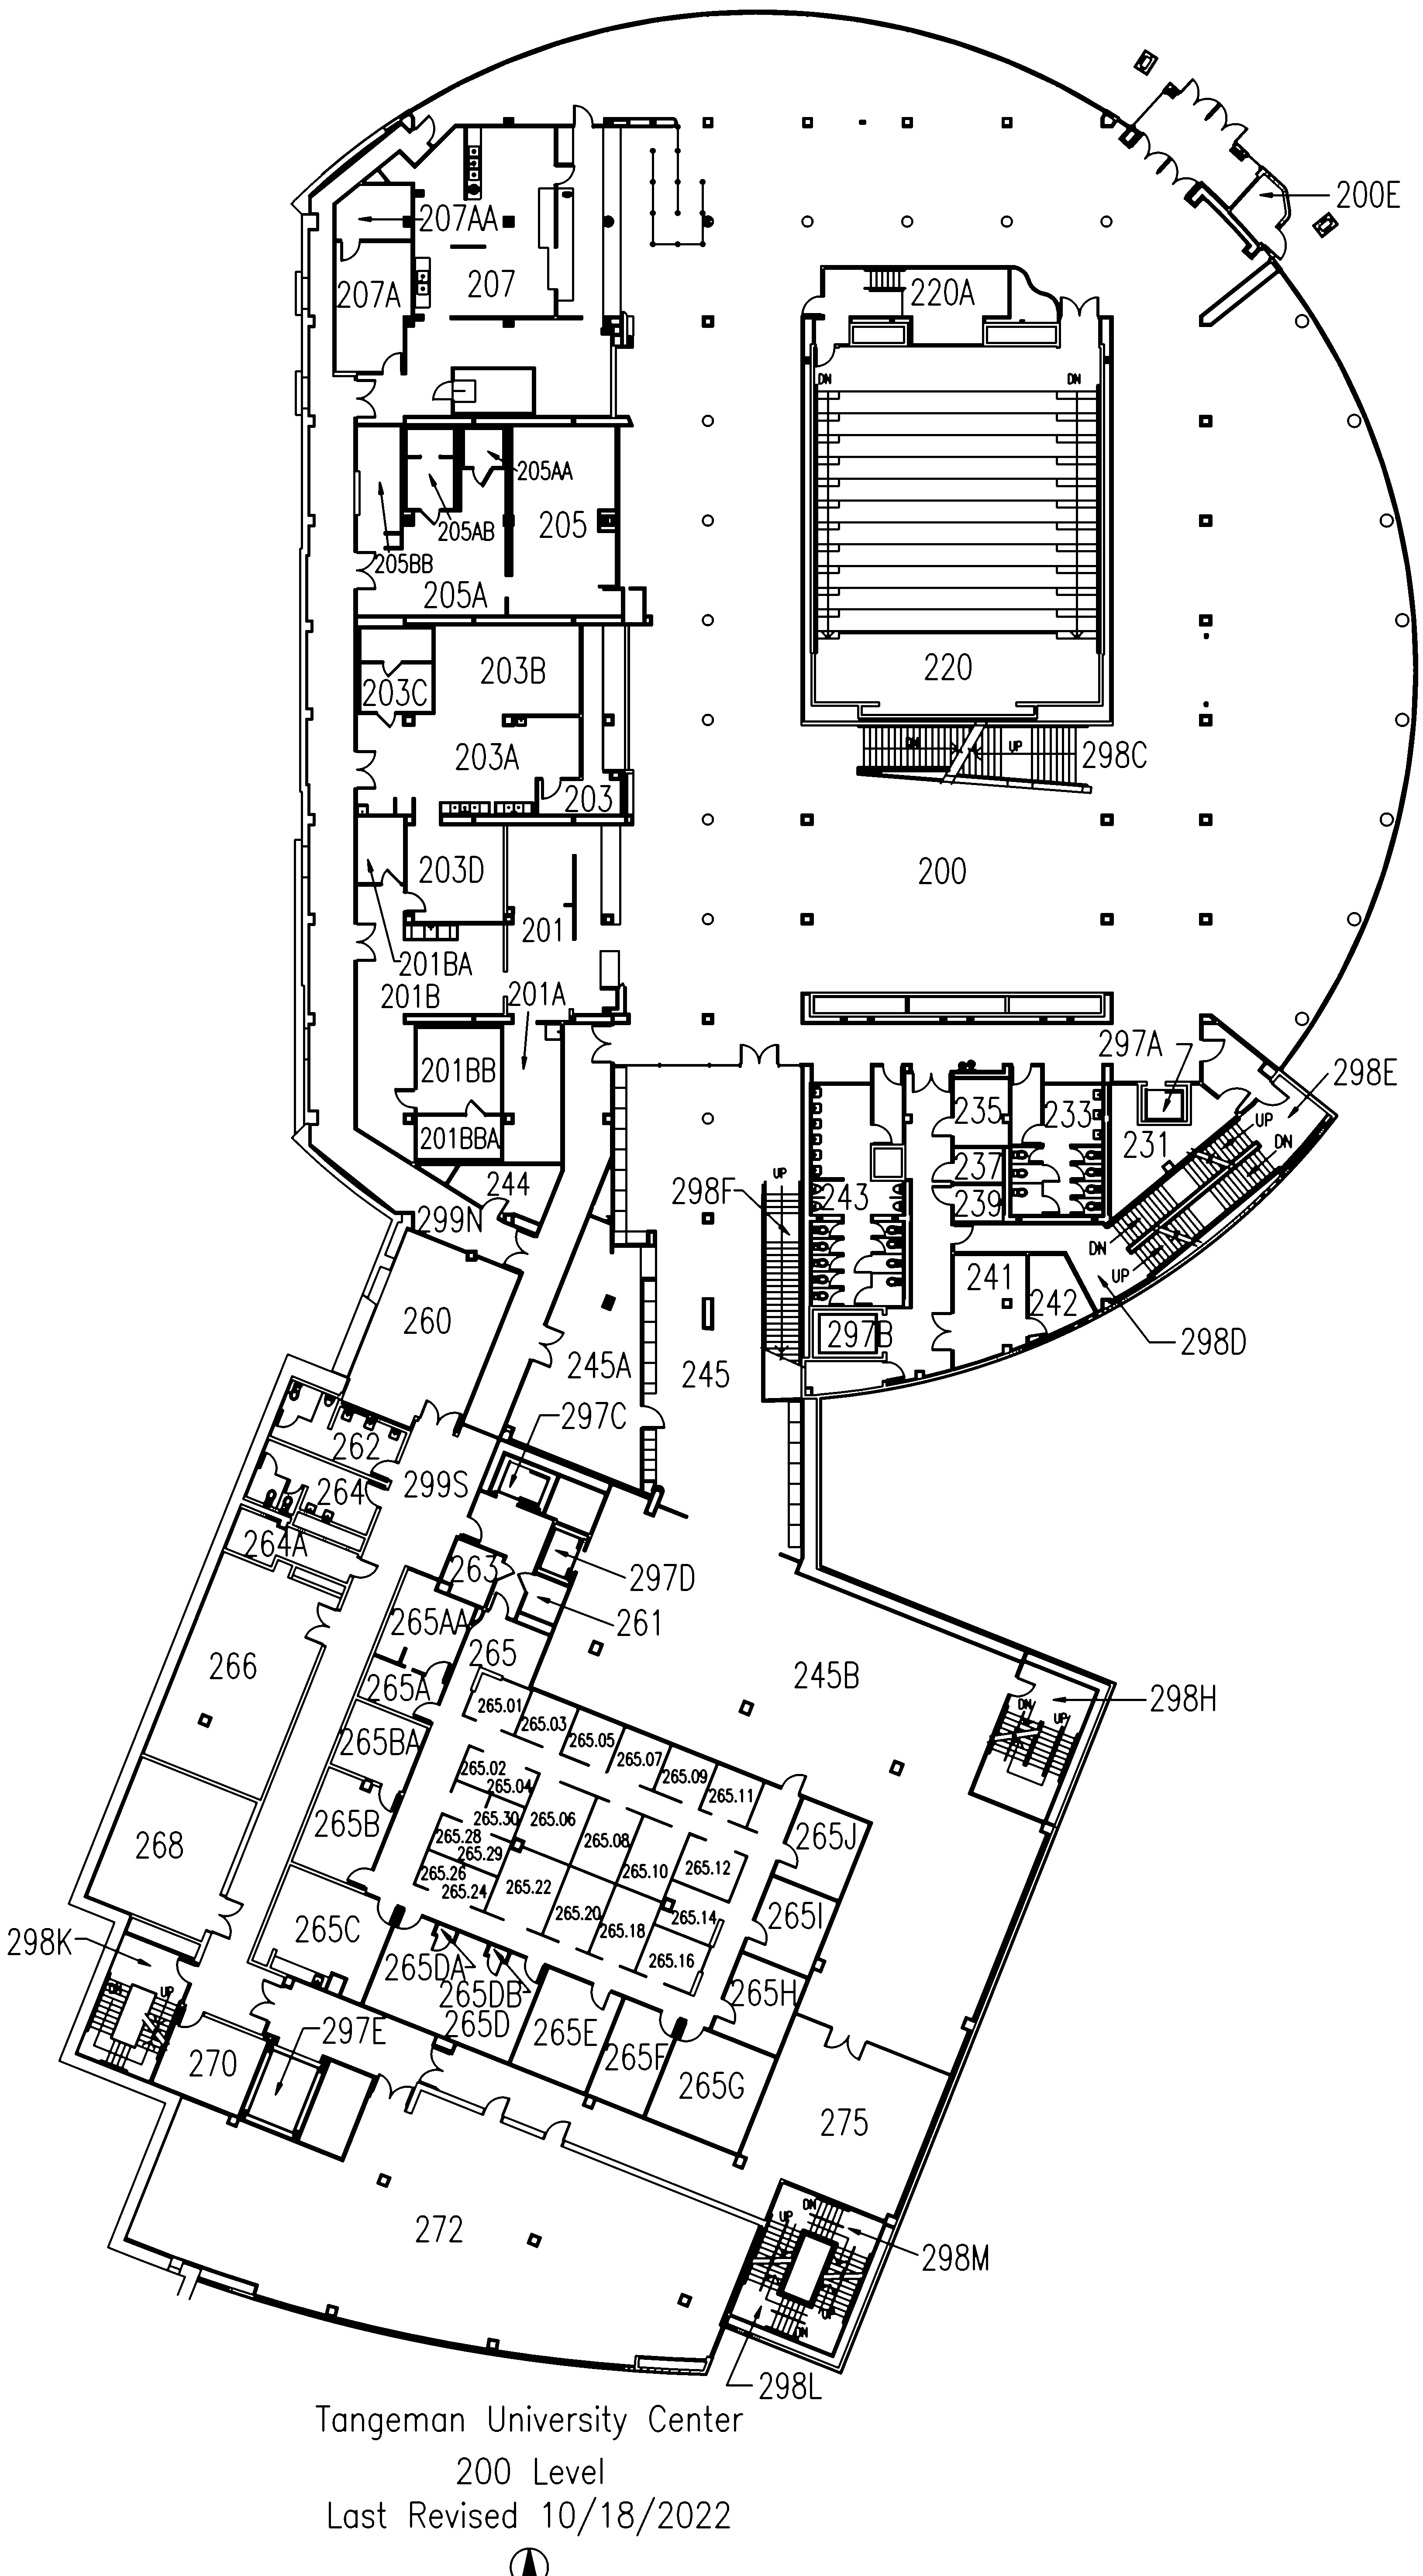 200E
207AA
207A
207
220A
DN
DN
205AA
205AB
205
205BB
205A
203B
203C
220
203A
DN
UP
298C
203
203D
200
201
201BA
201B
201A
297A
298E
201BB
235
233
UP
231
DN
201BBA
237
UP
244
298F
243
239
299N
DN
UP
241
242
260
297B
298D
245A
245
297C
262
299S
264
264A
263
297D
261
265AA
265
266
245B
265A
298H
DN
UP
265.01
265.03
265.05
265BA
265.07
265.02
265.09
265.04
265.11
265.30
265.06
265B
265.28
265.08
265J
268
265.29
265.26
265.10
265.12
265.24
265.22
265C
265.20
265.14
265I
265.18
298K
265.16
265DA
265DB
265H
DN
UP
265D
297E
265E
270
265F
265G
275
272
DN
UP
298M
UP
DN
298L
Tangeman University Center
200 Level
Last Revised 10/18/2022